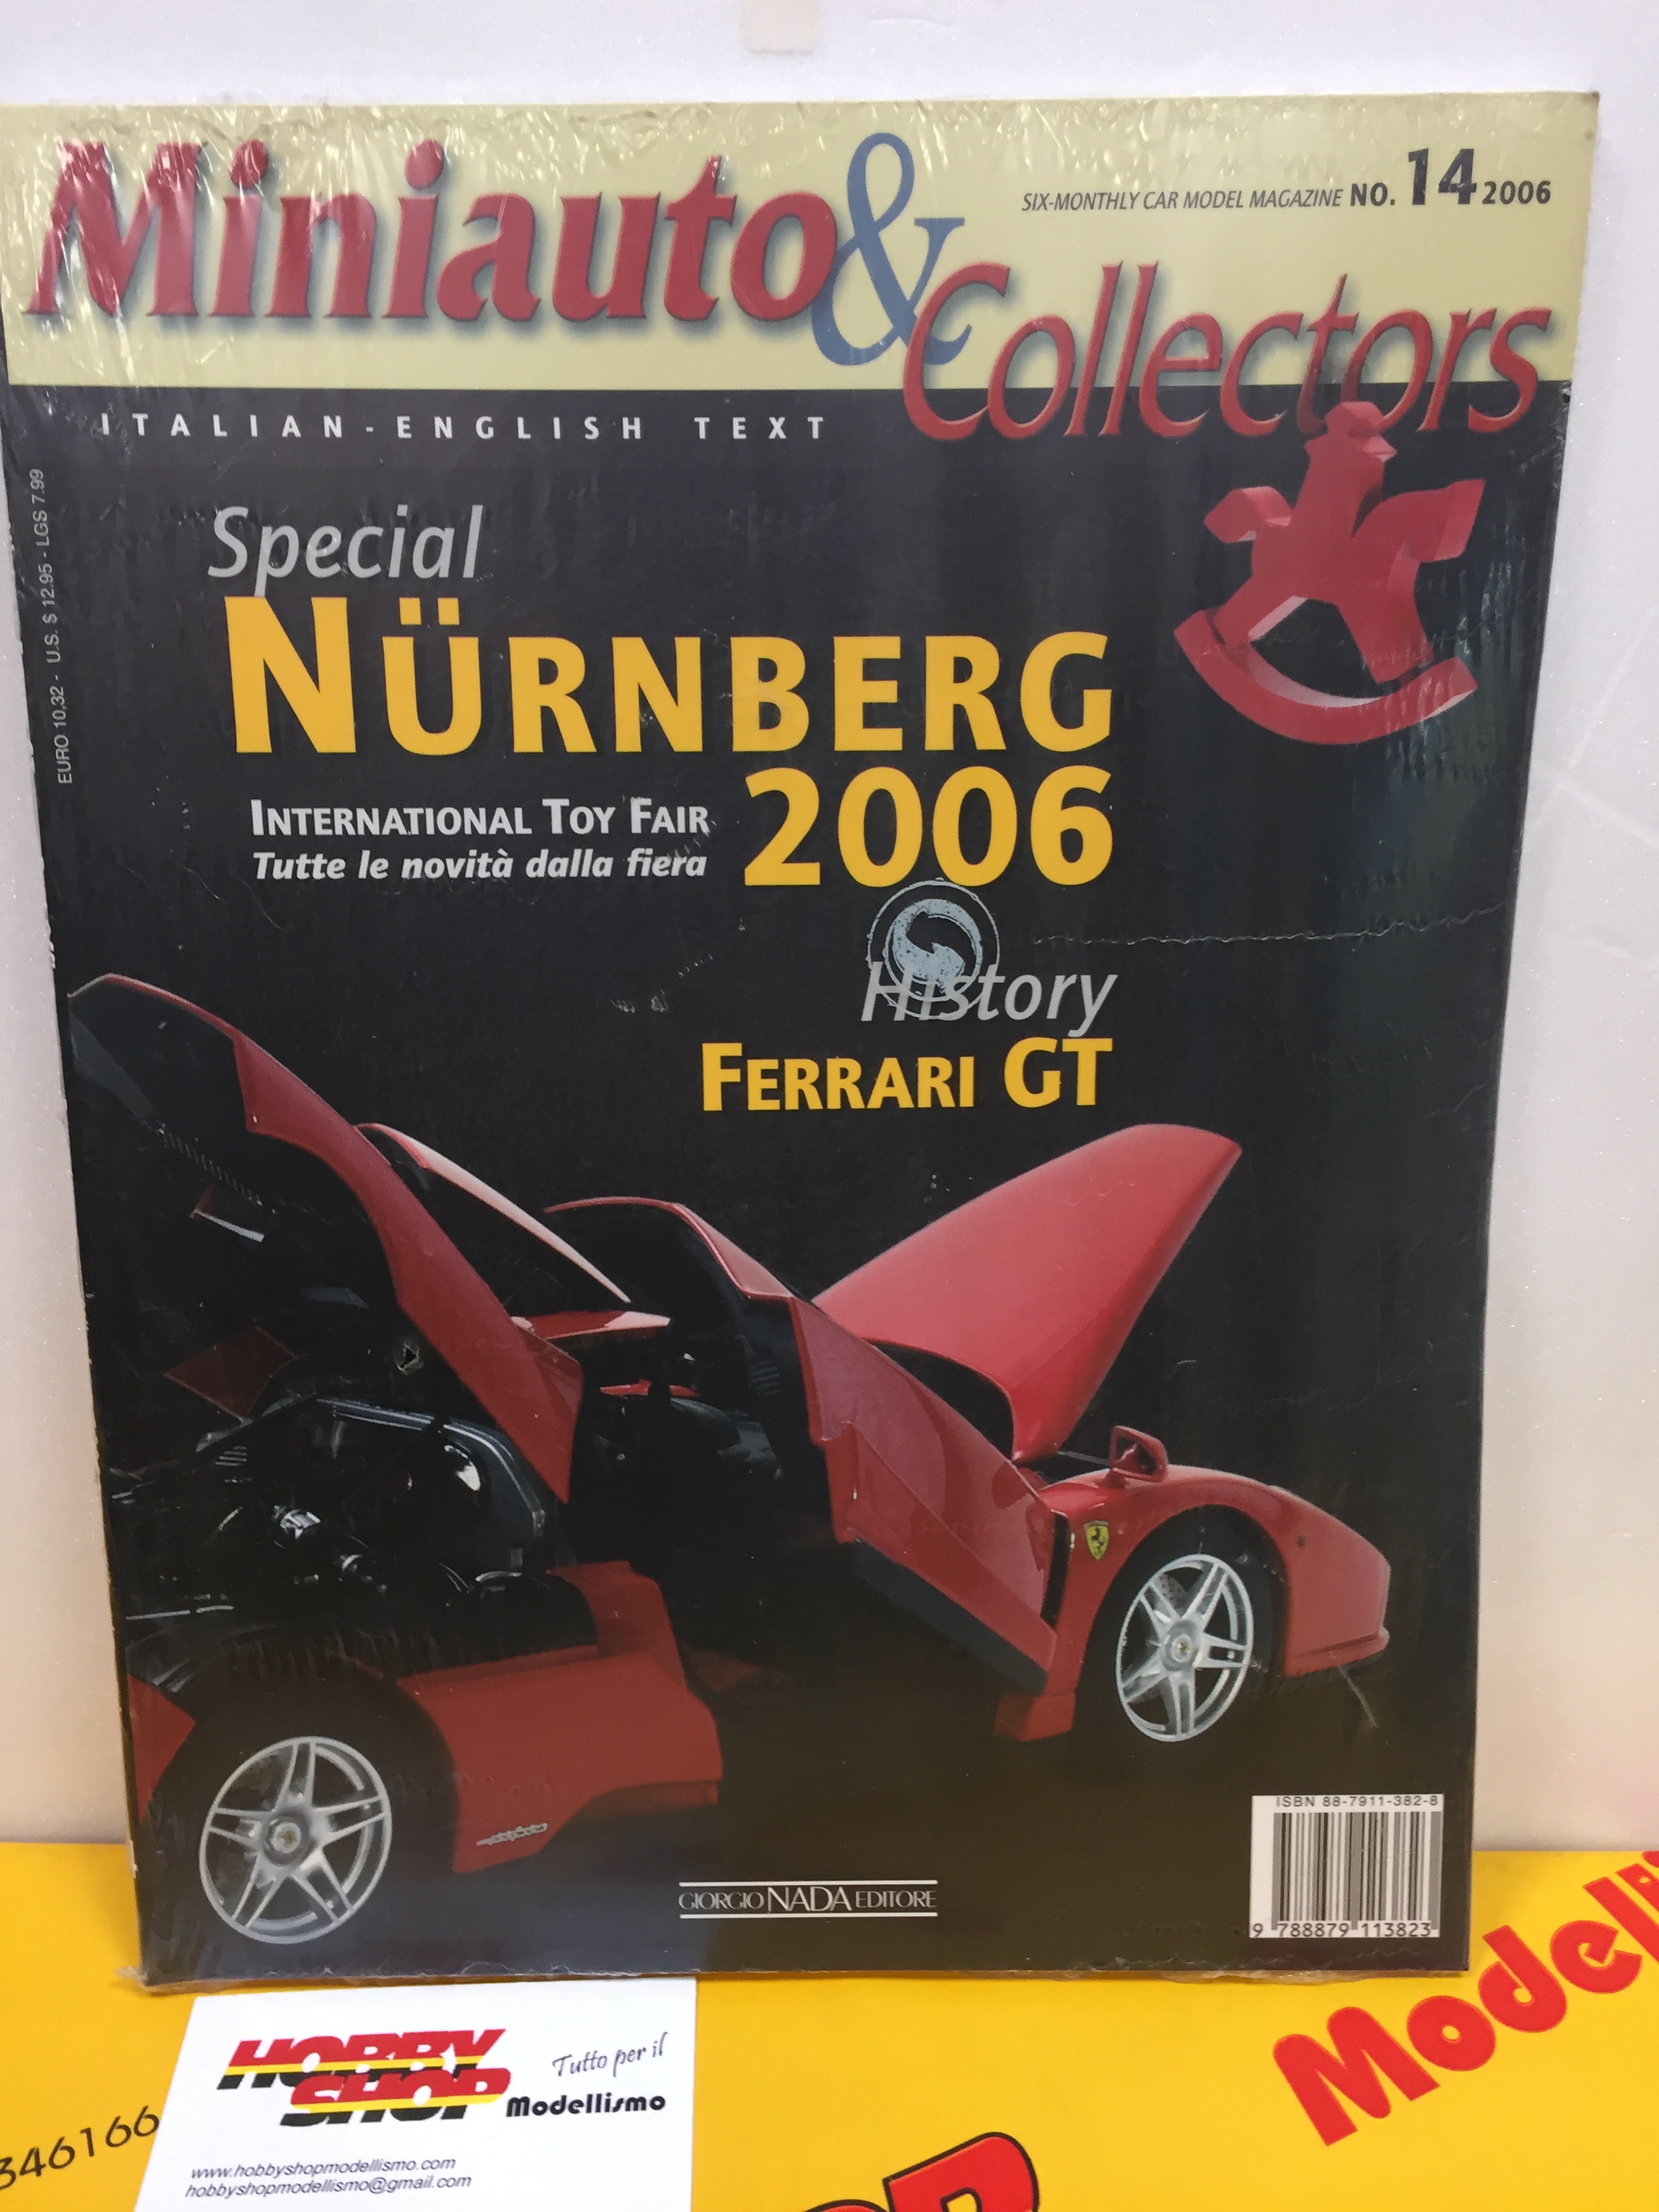 Miniauto & Collectors
SIX-MONTHLY CAR MODEL MAGAZINE NO. 14 2006
ITALIAN-ENGLISH TEXT
EURO 10,32 - U.S. $ 12.95 - LGS 7.99
Special
NÜRNBERG
2006
INTERNATIONAL TOY FAIR
Tutte le novità dalla fiera
History
FERRARI GT
ISBN 88-7911-382-8
9 788879 113823
GIORGIO NADA EDITORE
HOBBY
SHOP
Tutto per il
Modellismo
www.hobbyshopmodellismo.com
hobbyshopmodellismo@gmail.com
346166
Modelli